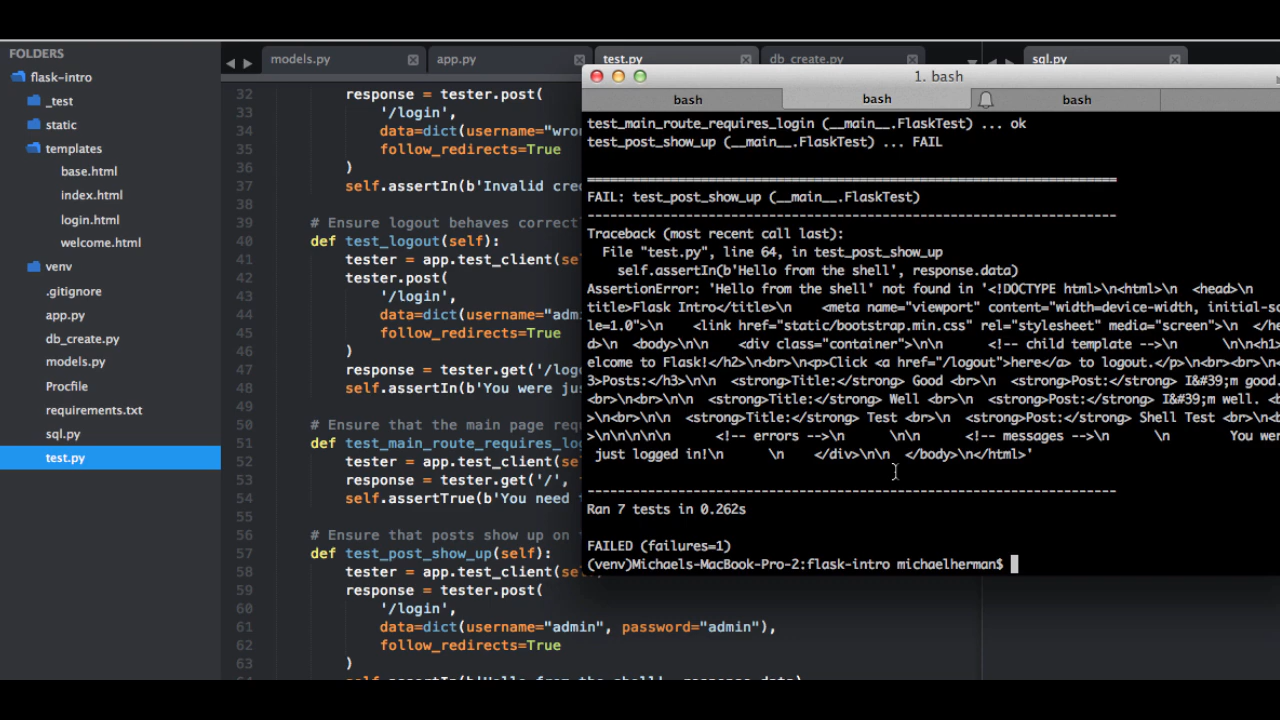 FOLDERS
flask-intro
_test
static
templates
base.html
index.html
login.html
welcome.html
venv
.gitignore
app.py
db_create.py
models.py
Procfile
requirements.txt
sql.py
test.py
models.py
app.py
test.py
db_create.py
sql.py
32 response = tester.post(
33 '/login',
34 data=dict(username="wro
35 follow_redirects=True
36 )
37 self.assertIn(b'Invalid cre
38
39 # Ensure logout behaves correct
40 def test_logout(self):
41 tester = app.test_client(se
42 tester.post(
43 '/login',
44 data=dict(username="adm
45 follow_redirects=True
46 )
47 response = tester.get('/logo
48 self.assertIn(b'You were jus
49
50 # Ensure that the main page requ
51 def test_main_route_requires_log
52 tester = app.test_client(se
53 response = tester.get('/',
54 self.assertTrue(b'You need t
55
56 # Ensure that posts show up on
57 def test_post_show_up(self):
58 tester = app.test_client(se
59 response = tester.post(
60 '/login',
61 data=dict(username="admin", password="admin"),
62 follow_redirects=True
63 )
64 self.assertIn(b'Hello from the shell', response.data)
1. bash
bash
bash
bash
test_main_route_requires_login (__main__.FlaskTest) ... ok
test_post_show_up (__main__.FlaskTest) ... FAIL
======================================================================
FAIL: test_post_show_up (__main__.FlaskTest)
----------------------------------------------------------------------
Traceback (most recent call last):
File "test.py", line 64, in test_post_show_up
self.assertIn(b'Hello from the shell', response.data)
AssertionError: 'Hello from the shell' not found in '<!DOCTYPE html>\n<html>\n <head>\n
title>Flask Intro</title>\n <meta name="viewport" content="width=device-width, initial-s
le=1.0">\n <link href="static/bootstrap.min.css" rel="stylesheet" media="screen">\n </he
d>\n <body>\n <div class="container">\n <!-- child template -->\n \n<h1
elcome to Flask!</h2>\n<br>\n<p>Click <a href="/logout">here</a> to logout.</p>\n<br>\n<br>\n
3>Posts:</h3>\n\n <strong>Title:</strong> Good <br>\n <strong>Post:</strong> I&#39;m good.
<br>\n<br>\n\n <strong>Title:</strong> Well <br>\n <strong>Post:</strong> I&#39;m well. <b
>\n<br>\n\n <strong>Title:</strong> Test <br>\n <strong>Post:</strong> Shell Test <br>\n
>\n\n\n\n\n <!-- errors -->\n \n\n <!-- messages -->\n \n You wer
just logged in!\n \n </div>\n\n </body>\n</html>'
----------------------------------------------------------------------
Ran 7 tests in 0.262s
FAILED (failures=1)
(venv)Michaels-MacBook-Pro-2:flask-intro michaelherman$